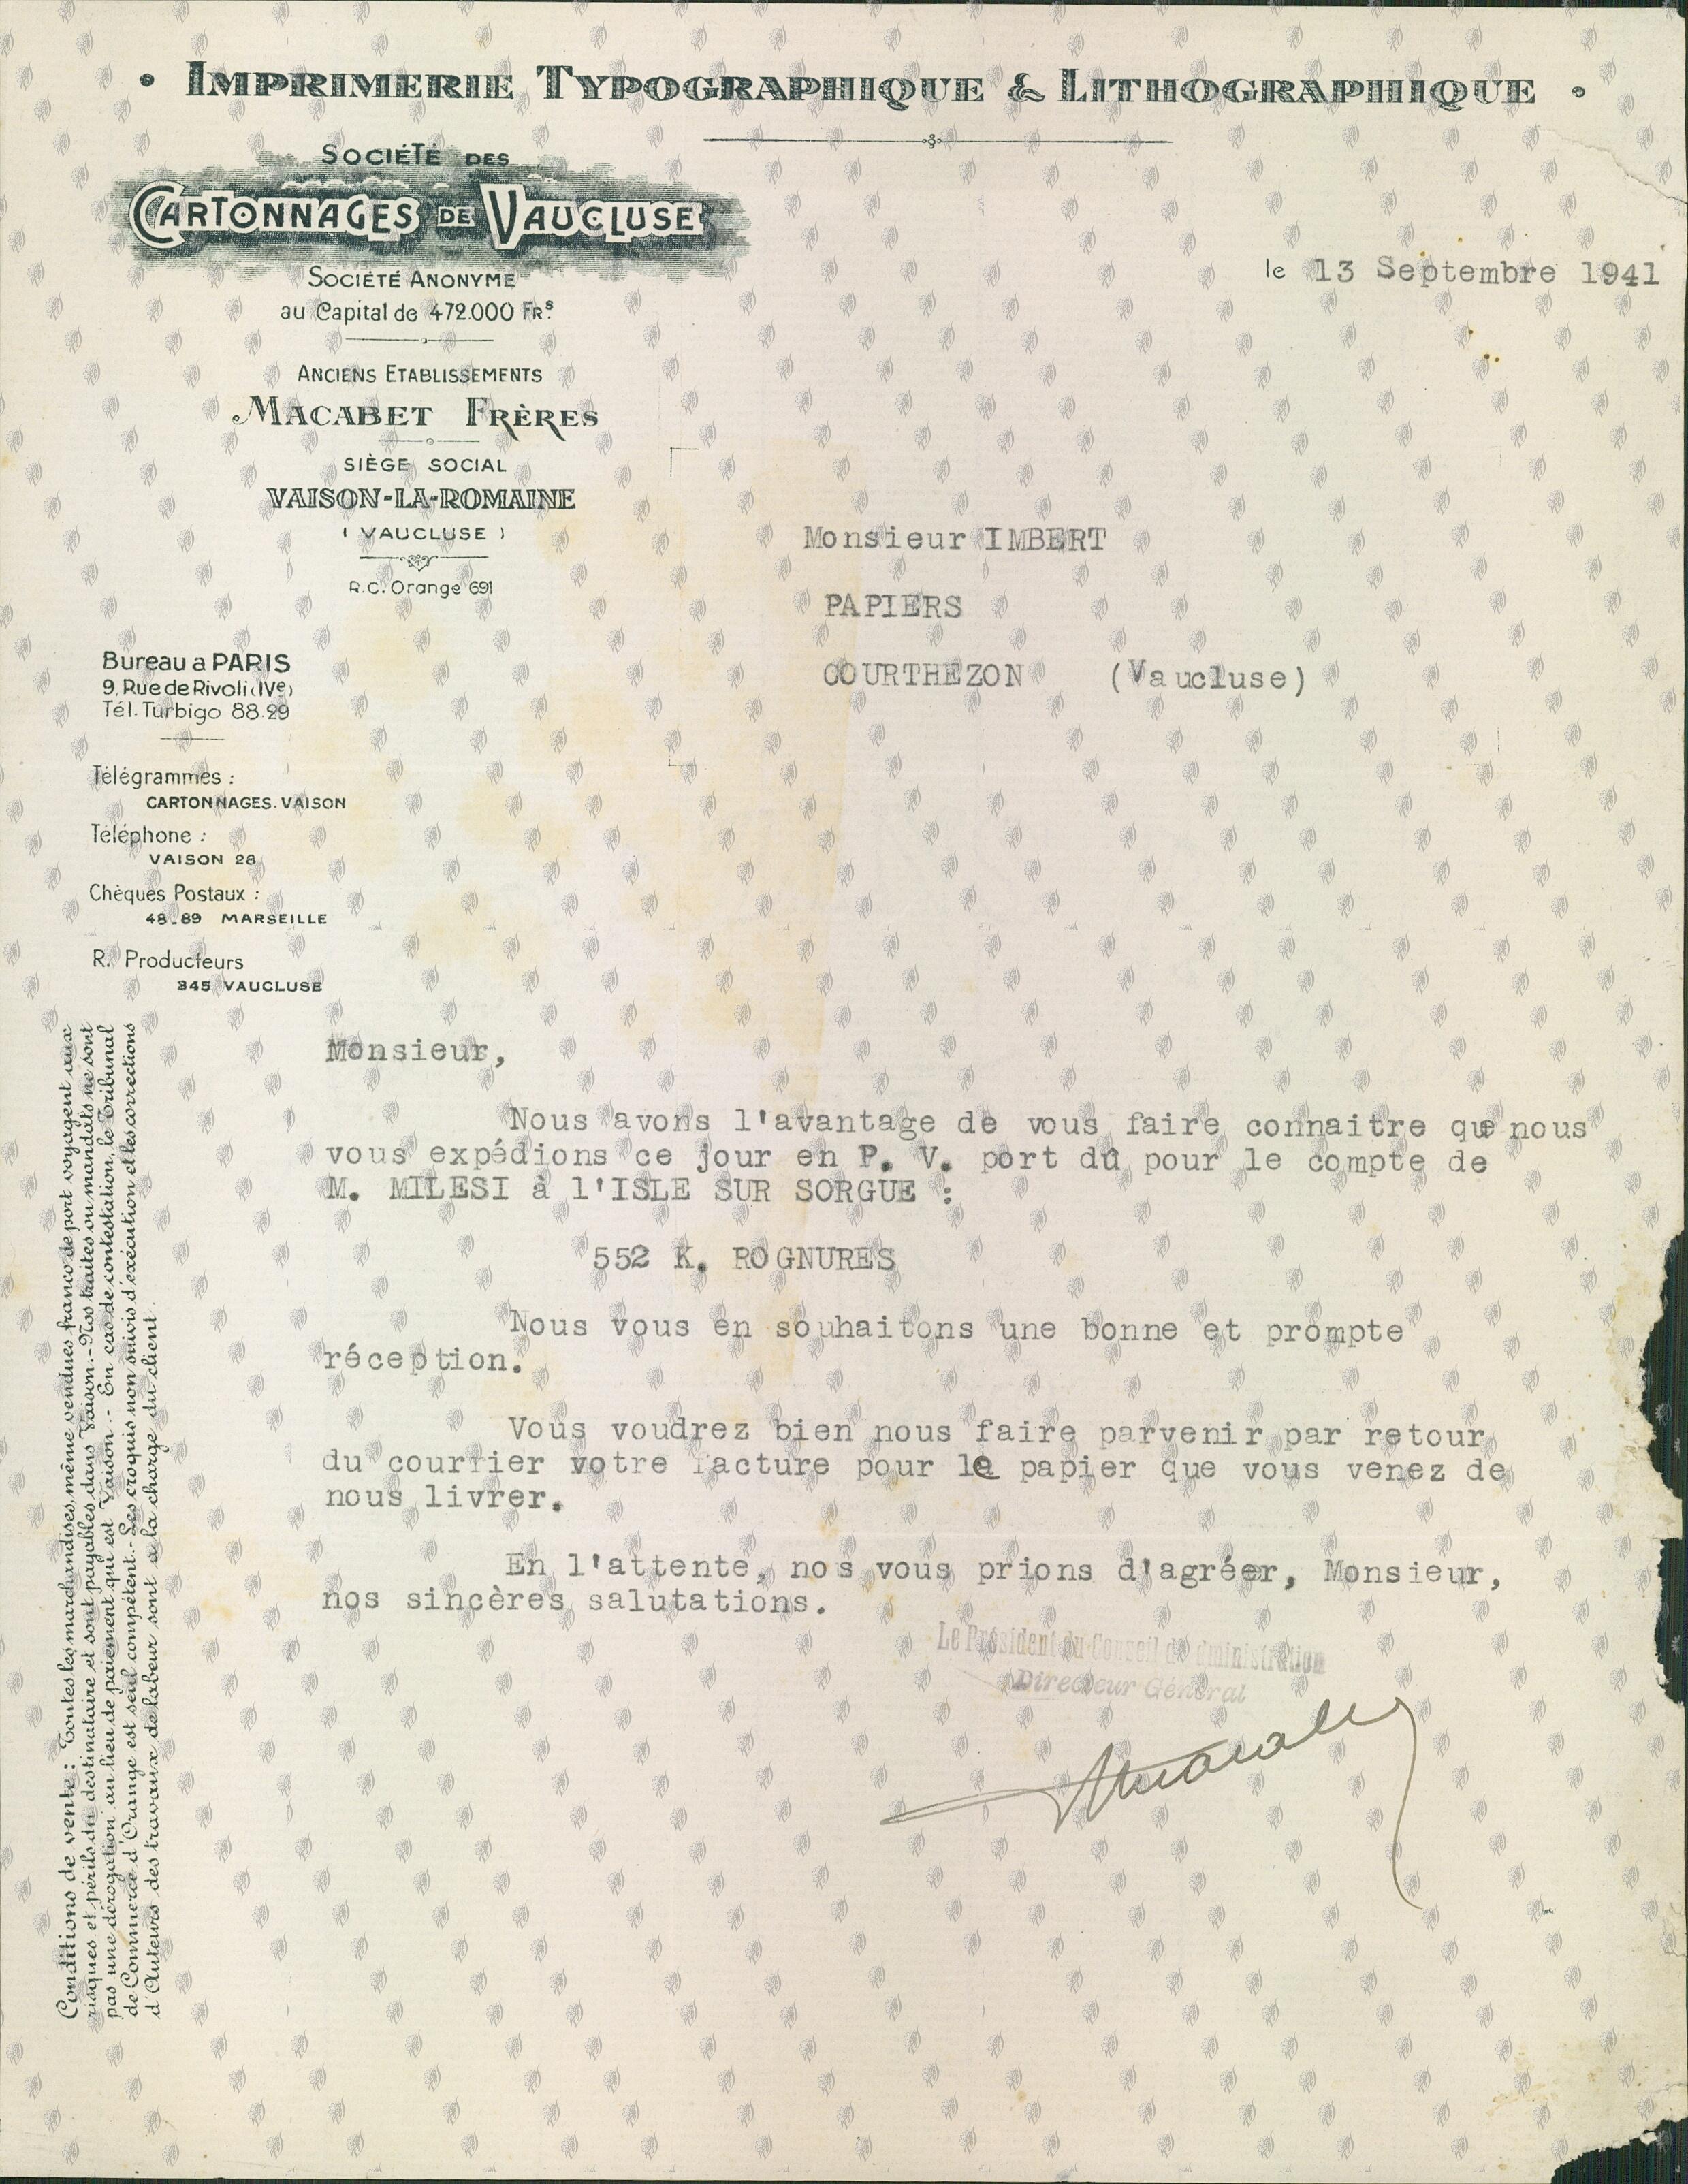 • IMPRIMERIE TYPOGRAPHIQUE & LITHOGRAPHIQUE •
SOCIÉTÉ DES
CARTONNAGES DE VAUCLUSE
SOCIÉTÉ ANONYME
au Capital de 472.000 FRS.
le 13 Septembre 1941
ANCIENS ETABLISSEMENTS
MACABET FRÈRES
SIÈGE SOCIAL
VAISON-LA-ROMAINE
( VAUCLUSE )
R.C. Orange 691
Monsieur IMBERT
PAPIERS
COURTHEZON (Vaucluse)
Bureau a PARIS
9, Rue de Rivoli (IVe)
Tél. Turbigo 88.29
Télégrammes :
CARTONNAGES. VAISON
Téléphone :
VAISON 28
Chèques Postaux :
48.89 MARSEILLE
R. Producteurs
345 VAUCLUSE
Monsieur,
Nous avons l'avantage de vous faire connaitre que nous
vous expédions ce jour en P. V. port dû pour le compte de
M. MILESI à l'ISLE SUR SORGUE :
552 K. ROGNURES
Nous vous en souhaitons une bonne et prompte
réception.
Vous voudrez bien nous faire parvenir par retour
du courrier votre facture pour le papier que vous venez de
nous livrer.
En l'attente, nos vous prions d'agréer, Monsieur,
nos sincères salutations.
Le Président du Conseil d'Administration
Directeur Général
Conditions de vente : Toutes les marchandises, même vendues franco de port voyagent aux
risques et périls du destinataire et sont payables dans Vaison.- Nos traites ou mandats ne sont
pas une dérogation au lieu de paiement qui est Vaison.- En cas de contestation, le Tribunal
de Commerce d'Orange est seul compétent.- Les croquis non suivis d'exécution et les corrections
d'Auteurs des travaux de labeur sont a la charge du client.